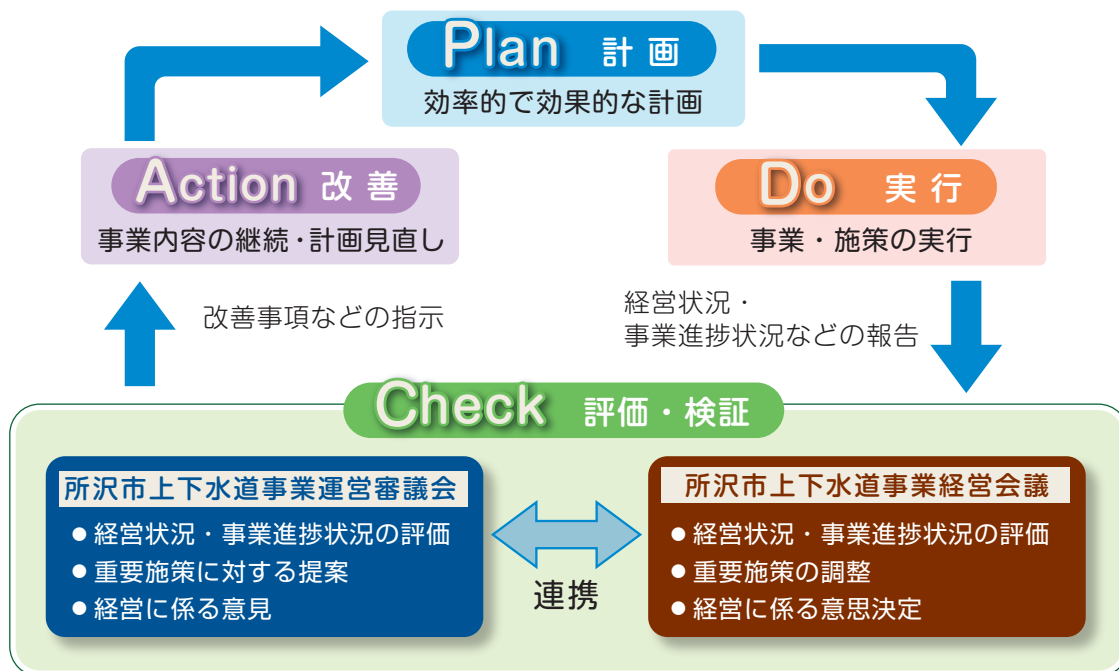 Plan 計画
効率的で効果的な計画
Action 改善
事業内容の継続・計画見直し
Do 実行
事業・施策の実行
改善事項などの指示
経営状況・
事業進捗状況などの報告
Check 評価・検証
所沢市上下水道事業運営審議会
●経営状況・事業進捗状況の評価
●重要施策に対する提案
●経営に係る意見
連携
所沢市上下水道事業経営会議
●経営状況・事業進捗状況の評価
●重要施策の調整
●経営に係る意思決定